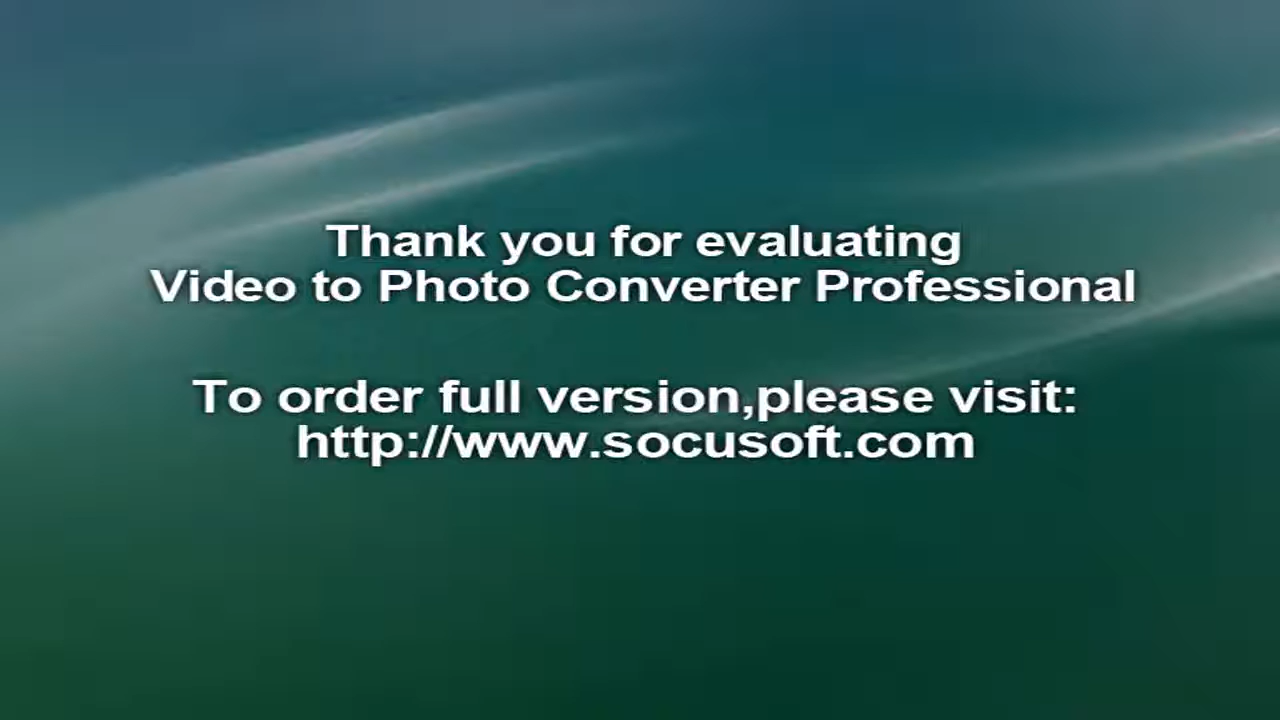 Thank you for evaluating
Video to Photo Converter Professional
To order full version,please visit:
http://www.socusoft.com